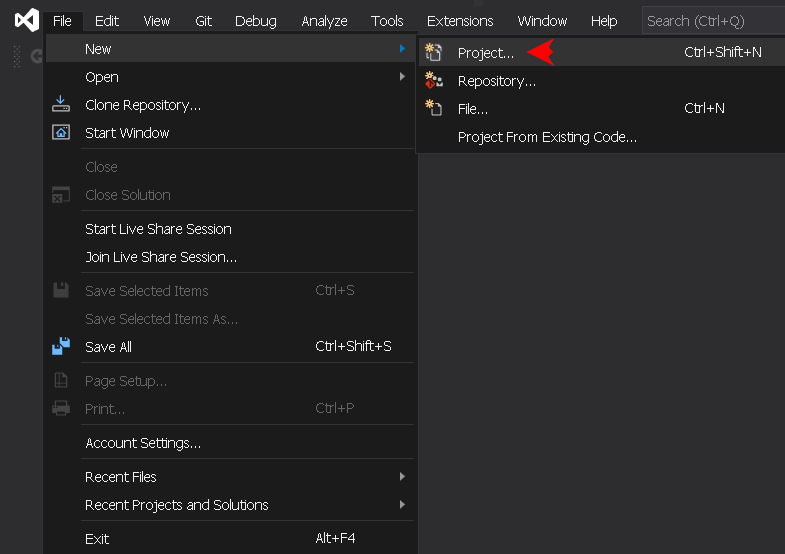 File Edit View Git Debug Analyze Tools Extensions Window Help Search (Ctrl+Q)
New
Open
Clone Repository...
Start Window
Close
Close Solution
Start Live Share Session
Join Live Share Session...
Save Selected Items Ctrl+S
Save Selected Items As...
Save All Ctrl+Shift+S
Page Setup...
Print... Ctrl+P
Account Settings...
Recent Files
Recent Projects and Solutions
Exit Alt+F4
Project... Ctrl+Shift+N
Repository...
File... Ctrl+N
Project From Existing Code...